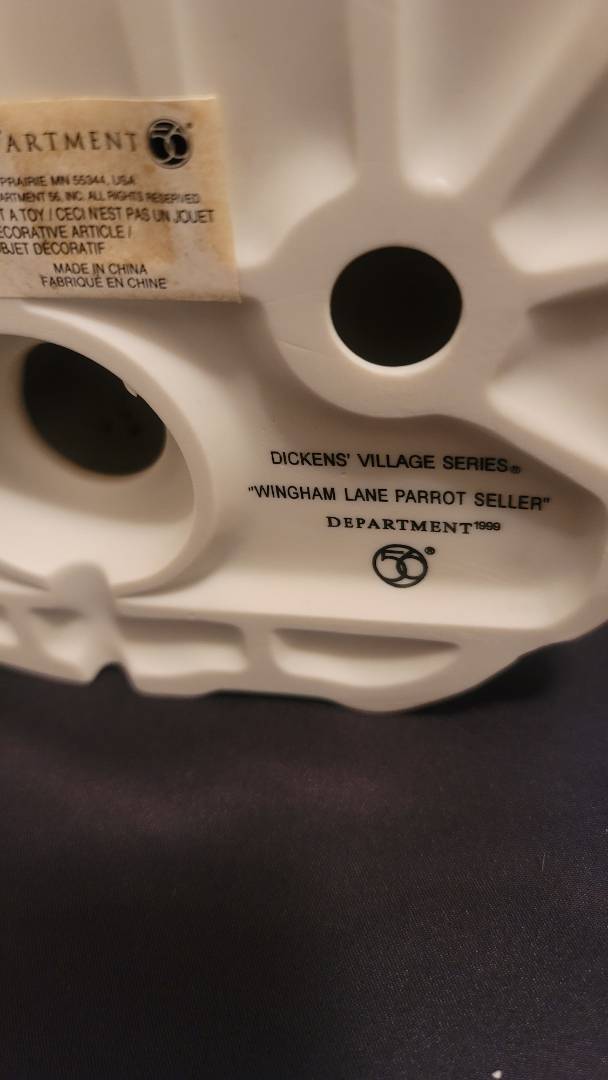 ARTMENT 56
PRAIRIE MN 55344, USA
ARTMENT 56, INC. ALL RIGHTS RESERVED
T A TOY / CECI N'EST PAS UN JOUET
ECORATIVE ARTICLE /
BJET DÉCORATIF
MADE IN CHINA
FABRIQUÉ EN CHINE
DICKENS' VILLAGE SERIES®
"WINGHAM LANE PARROT SELLER"
DEPARTMENT 1999
56®